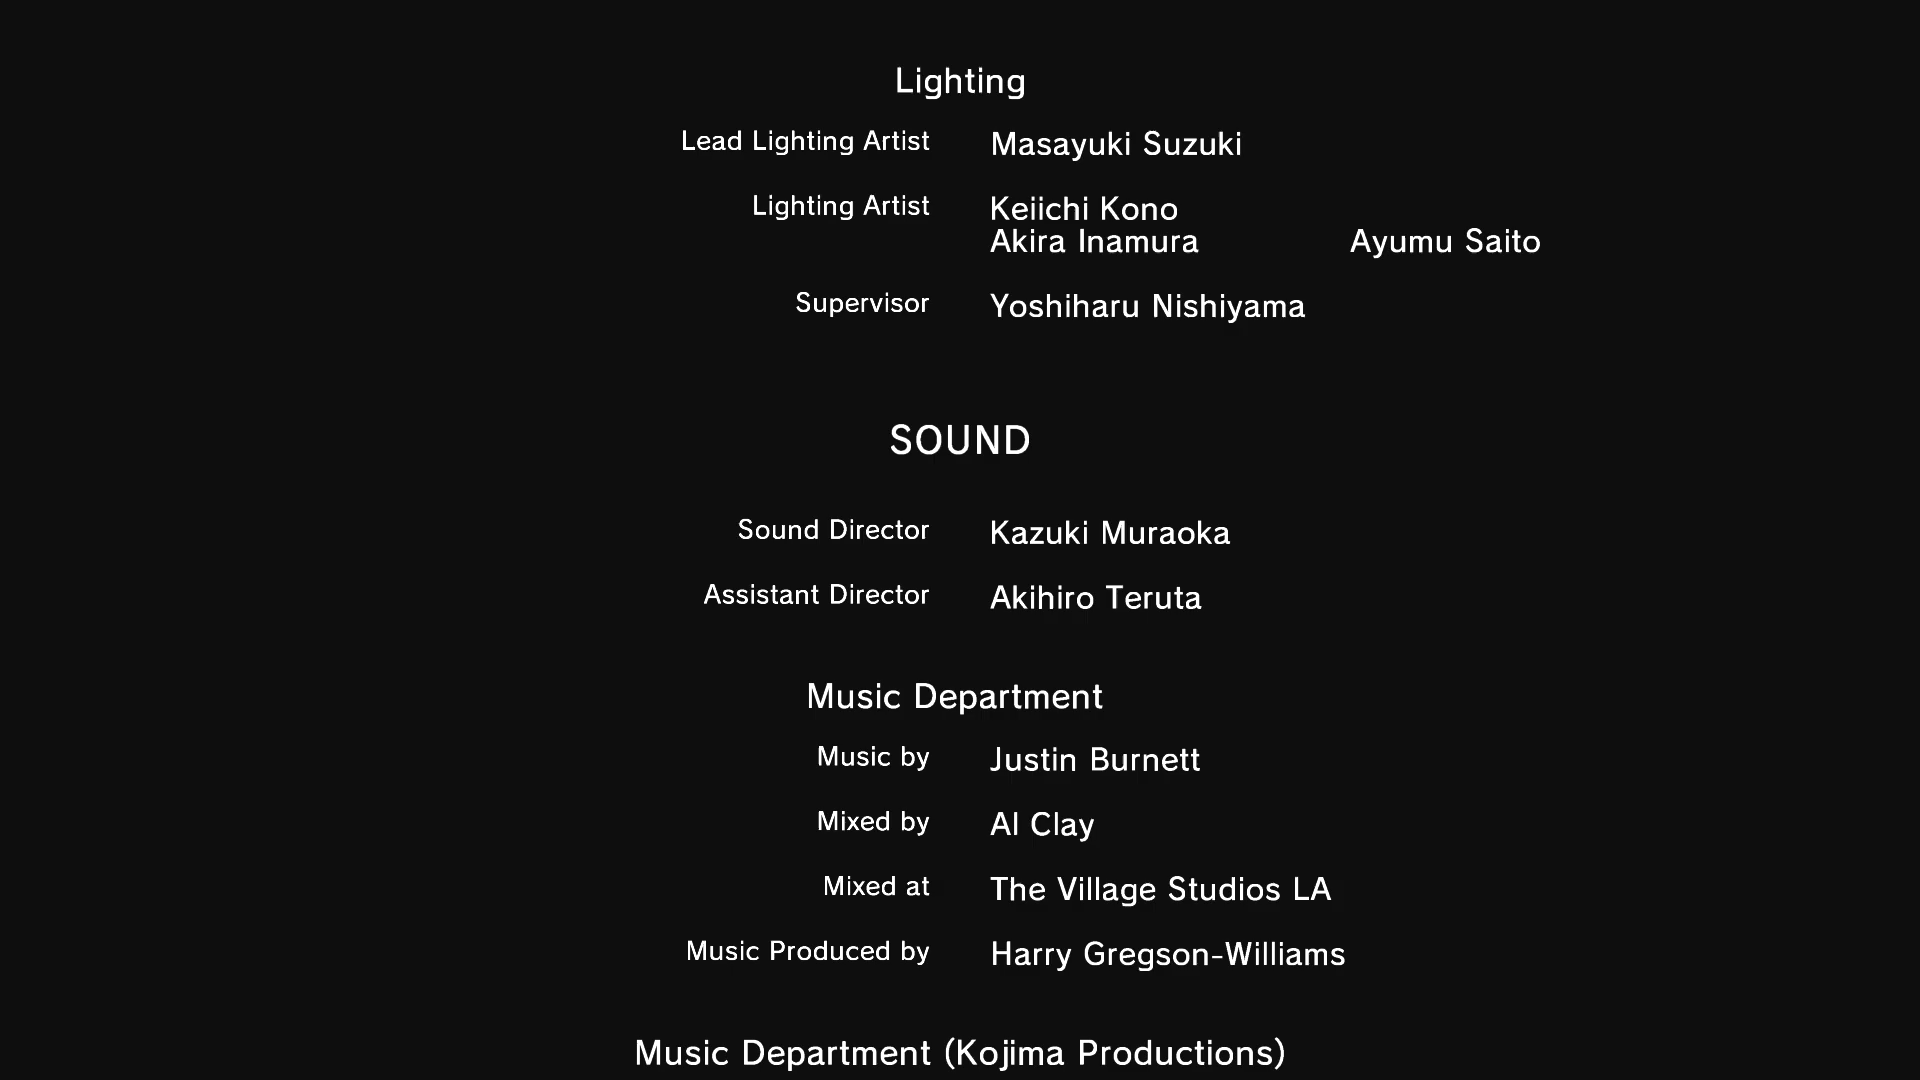 Lighting
Lead Lighting Artist Masayuki Suzuki
Lighting Artist Keiichi Kono
Akira Inamura Ayumu Saito
Supervisor Yoshiharu Nishiyama
SOUND
Sound Director Kazuki Muraoka
Assistant Director Akihiro Teruta
Music Department
Music by Justin Burnett
Mixed by Al Clay
Mixed at The Village Studios LA
Music Produced by Harry Gregson-Williams
Music Department (Kojima Productions)